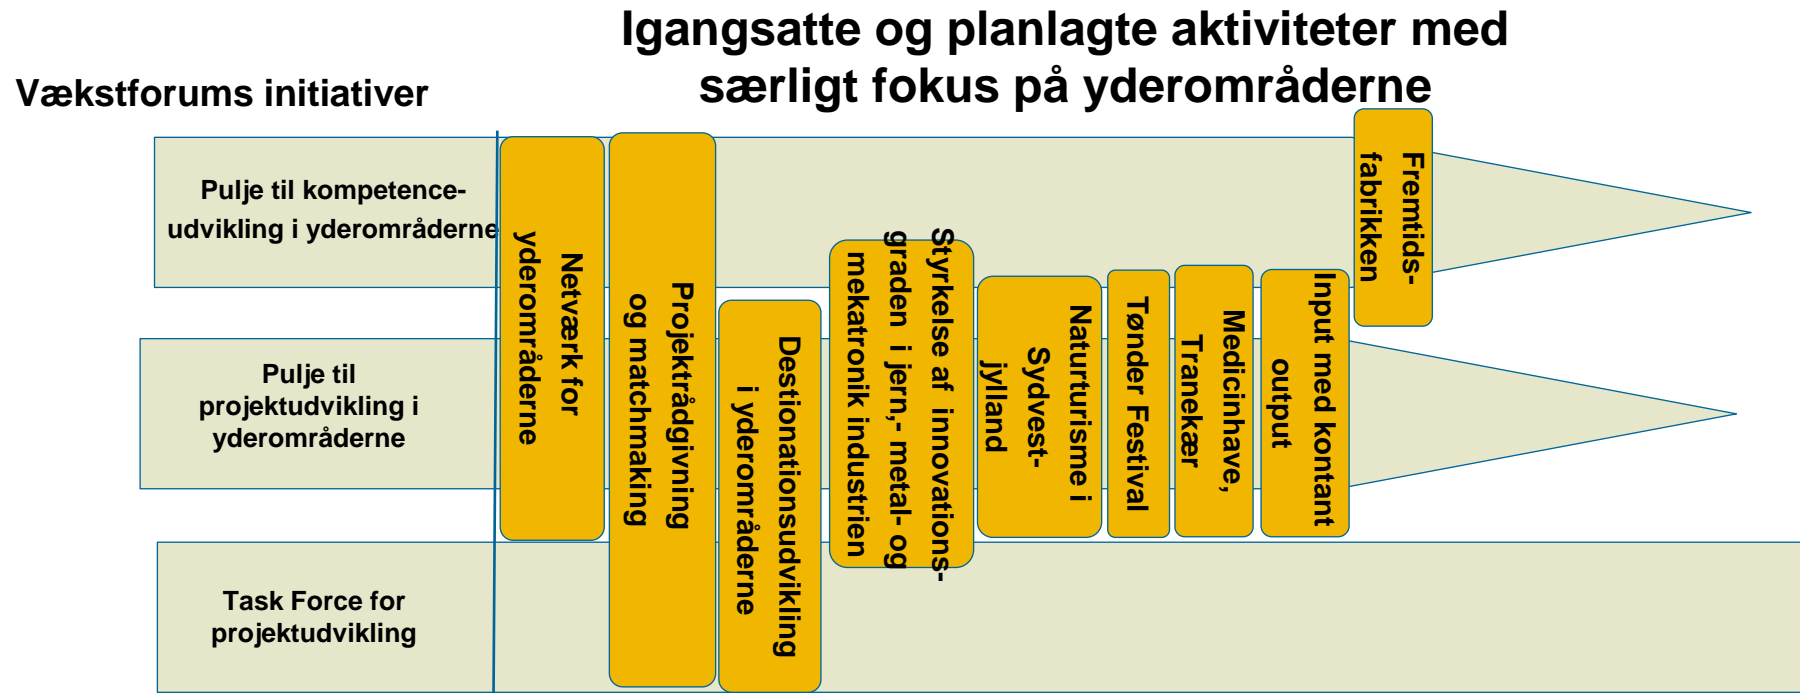 Igangsatte og planlagte aktiviteter med
særligt fokus på yderområderne
Vækstforums initiativer
Pulje til kompetence-
udvikling i yderområderne
Pulje til
projektudvikling i
yderområderne
Task Force for
projektudvikling
Netværk for
yderområderne
Projektrådgivning
og matchmaking
Destionationsudvikling
i yderområderne
Styrkelse af innovations-
graden i jern,- metal- og
mekatronik industrien
Naturturisme i
Sydvest-
jylland
Tønder Festival
Medicinhave,
Tranekær
Input med kontant
output
Fremtids-
fabrikken